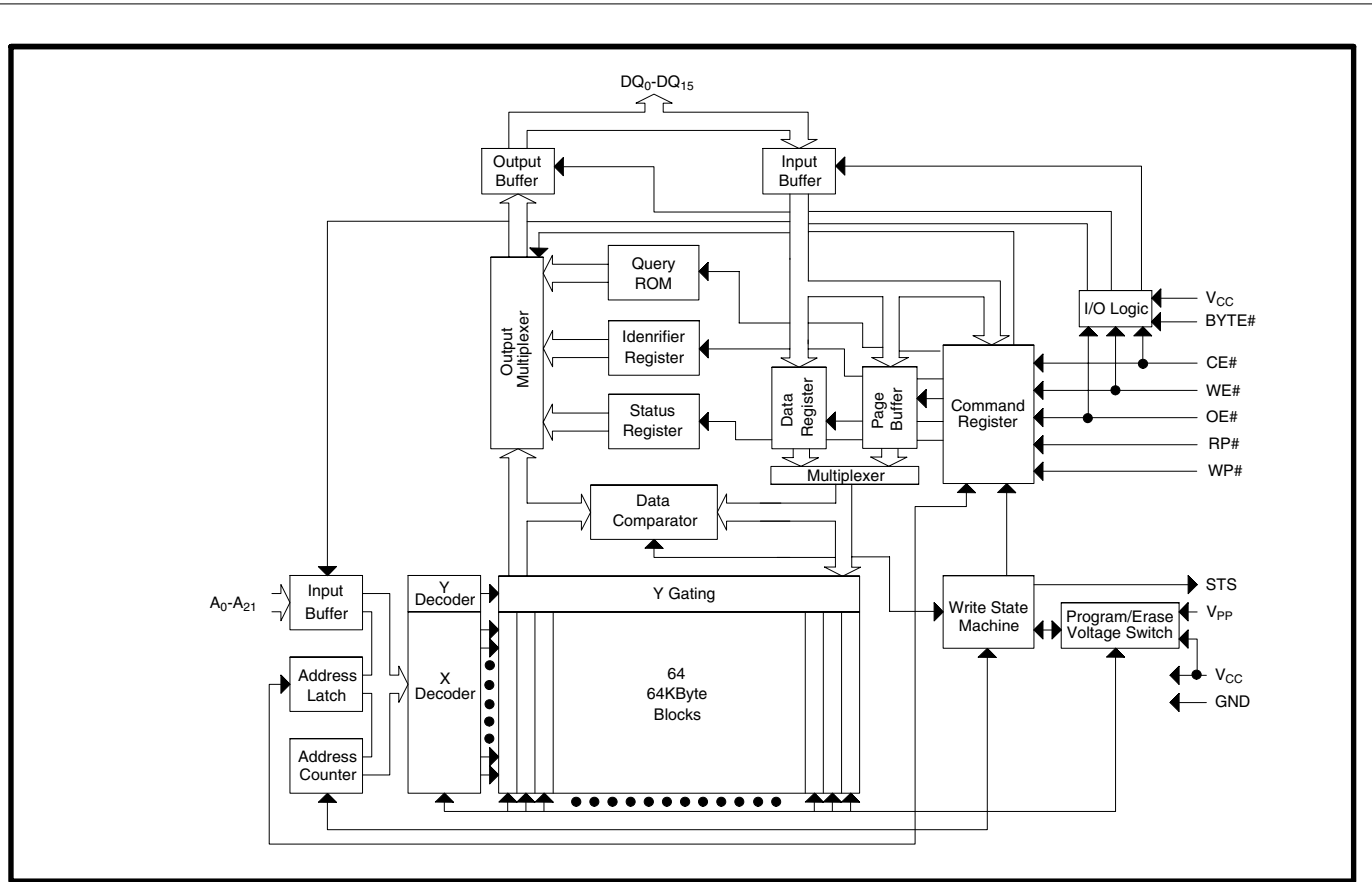 DQ0-DQ15
Output
Buffer
Input
Buffer
Query
ROM
I/O Logic
VCC
BYTE#
Output
Multiplexer
Idenrifier
Register
CE#
WE#
OE#
RP#
WP#
Data
Register
Page
Buffer
Command
Register
Status
Register
Multiplexer
Data
Comparator
A0-A21
Input
Buffer
Y
Decoder
Y Gating
Write State
Machine
STS
Program/Erase
Voltage Switch
VPP
VCC
GND
Address
Latch
X
Decoder
64
64KByte
Blocks
Address
Counter